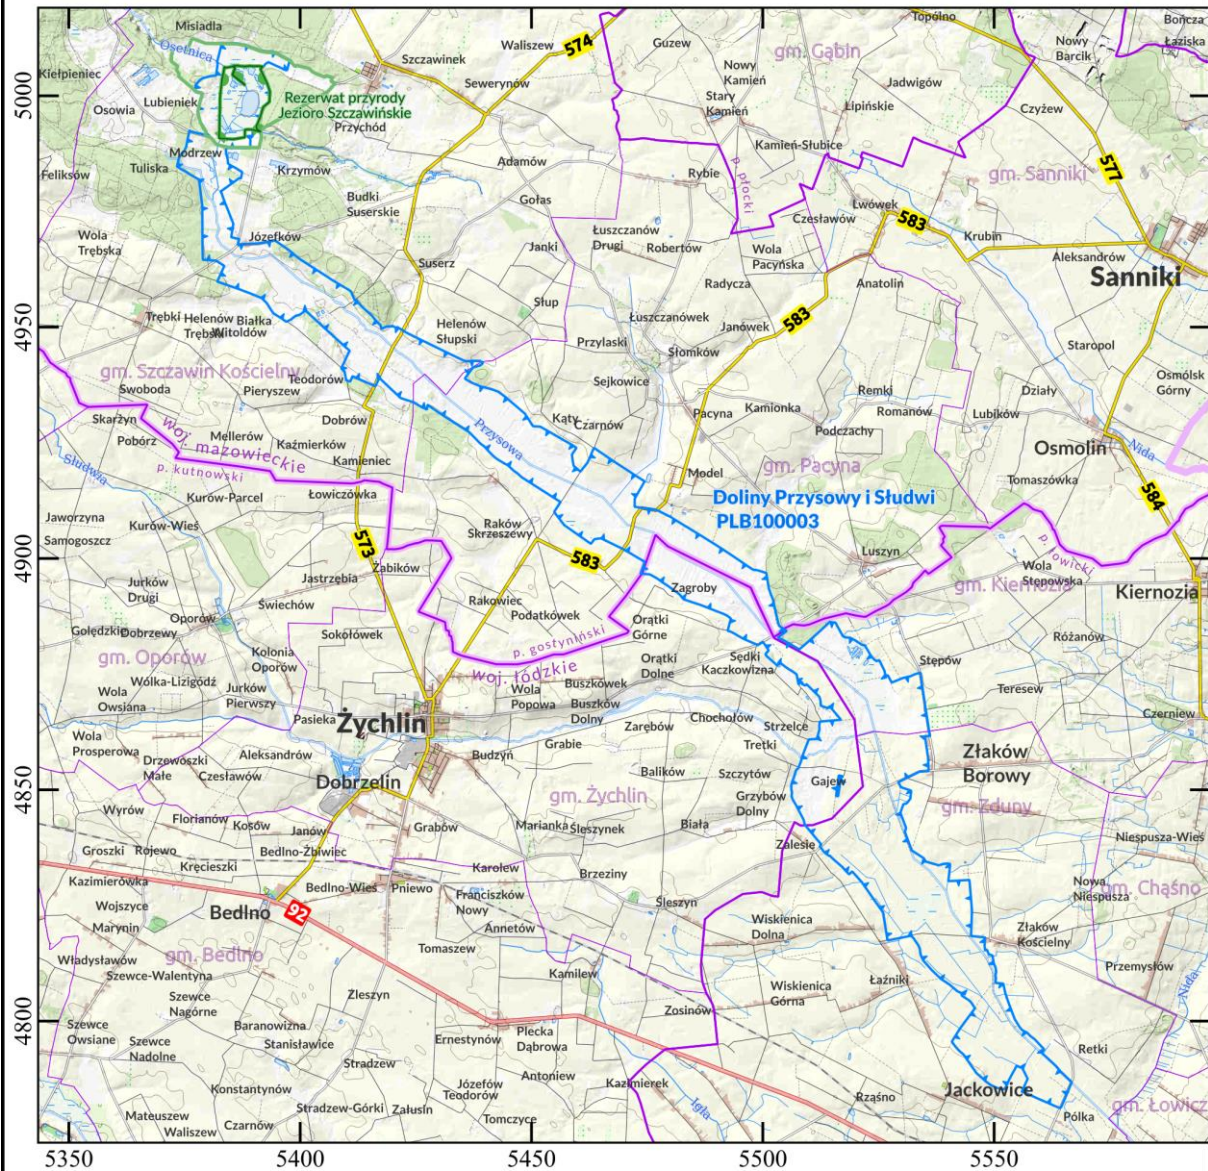 Misiadla
Topólno
Bończa
Łaziska
Osetnica
Waliszew
574
Guzew
gm. Gąbin
Nowy
Barcik
Kiełpieniec
Szczawinek
Sewerynów
Nowy
Kamień
Jadwigów
5000
Lubieniek
Osowia
Rezerwat przyrody
Jezioro Szczawińskie
Przychód
Stary
Kamień
Lipińskie
Czyżew
Modrzew
Tuliska
Feliksów
Krzymów
Adamów
Kamień-Słubice
p. płocki
577
Rybie
gm. Sanniki
Budki
Suserskie
Gołas
Lwówek
Czesławów
583
Krubin
Wola
Trębska
Józefków
Łuszczanów
Drugi
Robertów
Janki
Wola
Pacyńska
Aleksandrów
Sanniki
Suserz
Radycza
Anatolin
Słup
4950
Trębki
Helenów
Trębski
Białka
Witoldów
Helenów
Słupski
Łuszczanówek
Janówek
583
Przylaski
Słomków
Staropol
gm. Szczawin Kościelny
Swoboda
Pieryszew
Teodorów
Sejkowice
Remki
Działy
Osmólsk
Górny
Skarżyn
Pobórz
woj. mazowieckie
Mellerów
Kaźmierków
Dobrów
Kąty
Czarnów
Pacyna
Kamionka
Romanów
Lubików
Podczachy
Przysowa
Osmolin
Nida
Słudwa
p. kutnowski
Kamieniec
Model
gm. Pacyna
Tomaszówka
Kurów-Parcel
Łowiczówka
Doliny Przysowy i Słudwi
PLB100003
584
Jaworzyna
Samogoszcz
Kurów-Wieś
573
Raków
Skrzeszewy
4900
583
Luszyn
p. łowicki
Jurków
Drugi
Jastrzębia
Żabików
Zagroby
Wola
Stępowska
gm. Kiernozia
Kiernozia
Świechów
Rakowiec
Podatkówek
Oporów
Golędzkie
Dobrzewy
Sokołówek
Orątki
Górne
Różanów
p. gostyniński
gm. Oporów
Kolonia
Oporów
woj. łódzkie
Orątki
Dolne
Sędki
Kaczkowizna
Stępów
Wólka-Lizigódź
Wola
Owsiana
Jurków
Pierwszy
Wola
Popowa
Buszkówek
Buszków
Dolny
Teresew
Pasieka
Żychlin
Zarębów
Chochołów
Strzelce
Czerniew
Wola
Prosperowa
Drzewoski
Małe
Aleksandrów
Czesławów
Budzyń
Grabie
Tretki
Złaków
Borowy
4850
Dobrzelin
Balików
Szczytów
Gajew
gm. Żychlin
Grzybów
Dolny
gm. Zduny
Wyrów
Florianów
Kosów
Janów
Grabów
Marianka
Śleszynek
Biała
Niespusza-Wieś
Groszki
Rojewo
Bedlno-Zbiwiec
Zalesie
Kręcieszki
Kazimierówka
Bedlno-Wieś
Pniewo
Karolew
Brzeziny
Nowa
Niespusza
gm. Chąśno
Wojszyce
Bedlno
92
Franciszków
Nowy
Śleszyn
Marynin
Annetów
Wiskienica
Dolna
Złaków
Kościelny
Władysławów
gm. Bedlno
Tomaszew
Szewce-Walentyna
Kamilew
Łaźniki
Przemysłów
Szewce
Nagórne
Zleszyn
Wiskienica
Górna
Nida
4800
Szewce
Owsiane
Baranowizna
Stanisławice
Ernestynów
Plecka
Dąbrowa
Zosinów
Szewce
Nadolne
Retki
Stradzew
Antoniew
Konstantynów
Józefów
Teodorów
Kazimierek
Jackowice
Rząśno
Stradzew-Górki
Załusin
Igla
Mateuszew
Waliszew
Czarnów
Tomczyce
Pólka
gm. Łowicz
5350
5400
5450
5500
5550